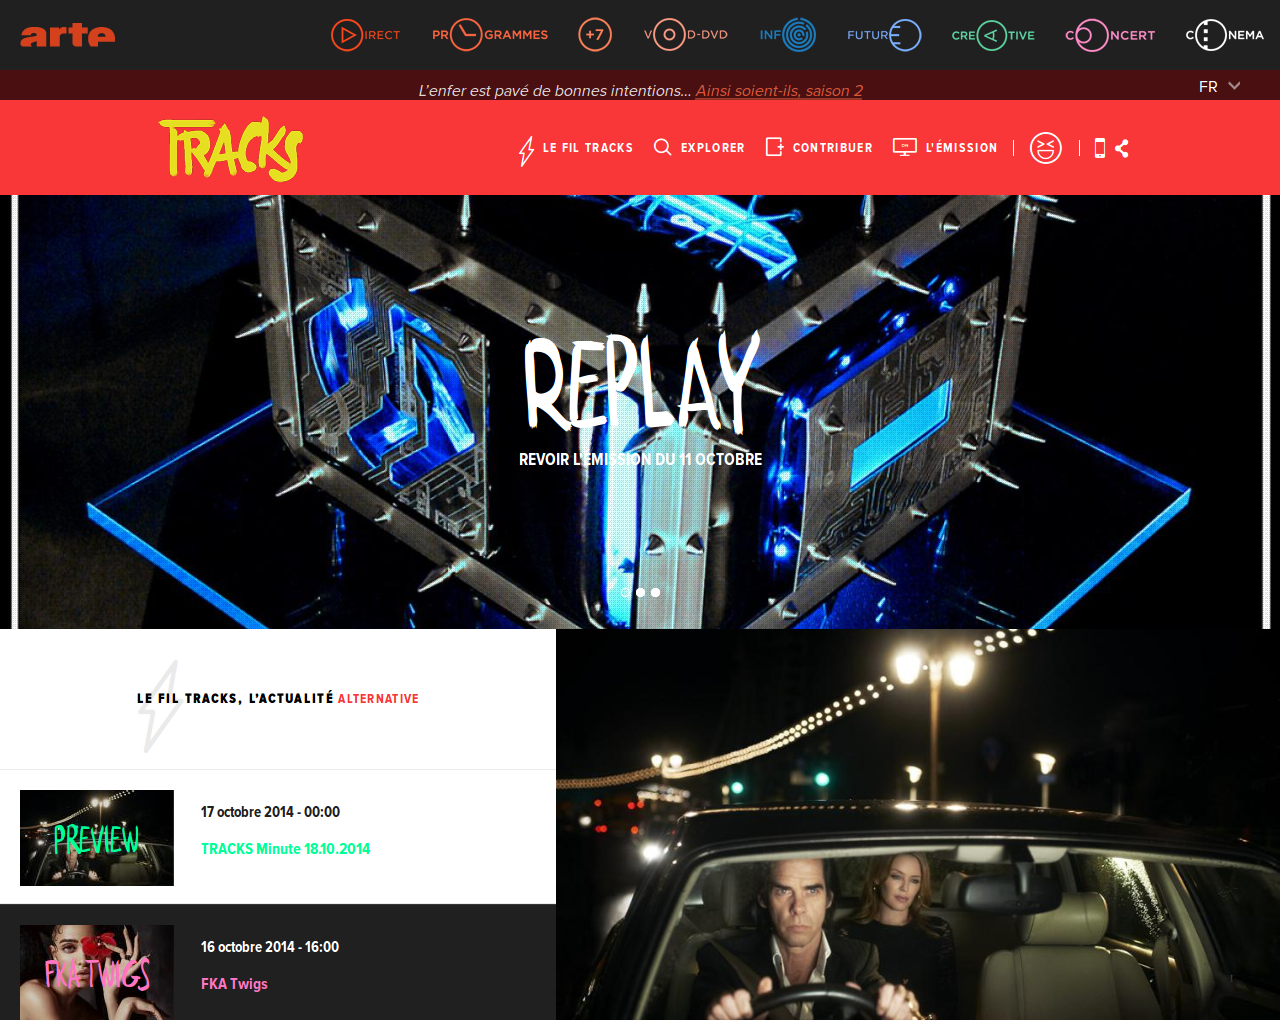 arte
DIRECT PROGRAMMES +7 VOD-DVD INFO FUTURE CREATIVE CONCERT CINEMA
L'enfer est pavé de bonnes intentions... Ainsi soient-ils, saison 2
FR
TRACKS
LE FIL TRACKS EXPLORER CONTRIBUER ON L'ÉMISSION
REPLAY
REVOIR L'ÉMISSION DU 11 OCTOBRE
LE FIL TRACKS, L'ACTUALITÉ ALTERNATIVE
PREVIEW
17 octobre 2014 - 00:00
TRACKS Minute 18.10.2014
FKA TWIGS
16 octobre 2014 - 16:00
FKA Twigs